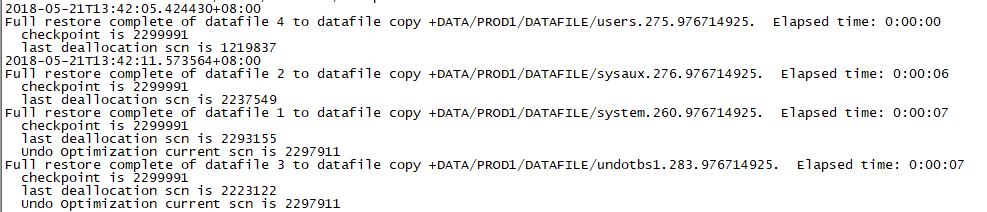 2018-05-21T13:42:05.424430+08:00
Full restore complete of datafile 4 to datafile copy +DATA/PROD1/DATAFILE/users.275.976714925.  Elapsed time: 0:00:00
  checkpoint is 2299991
  last deallocation scn is 1219837
2018-05-21T13:42:11.573564+08:00
Full restore complete of datafile 2 to datafile copy +DATA/PROD1/DATAFILE/sysaux.276.976714925.  Elapsed time: 0:00:06
  checkpoint is 2299991
  last deallocation scn is 2237549
Full restore complete of datafile 1 to datafile copy +DATA/PROD1/DATAFILE/system.260.976714925.  Elapsed time: 0:00:07
  checkpoint is 2299991
  last deallocation scn is 2293155
  Undo Optimization current scn is 2297911
Full restore complete of datafile 3 to datafile copy +DATA/PROD1/DATAFILE/undotbs1.283.976714925.  Elapsed time: 0:00:07
  checkpoint is 2299991
  last deallocation scn is 2223122
  Undo Optimization current scn is 2297911